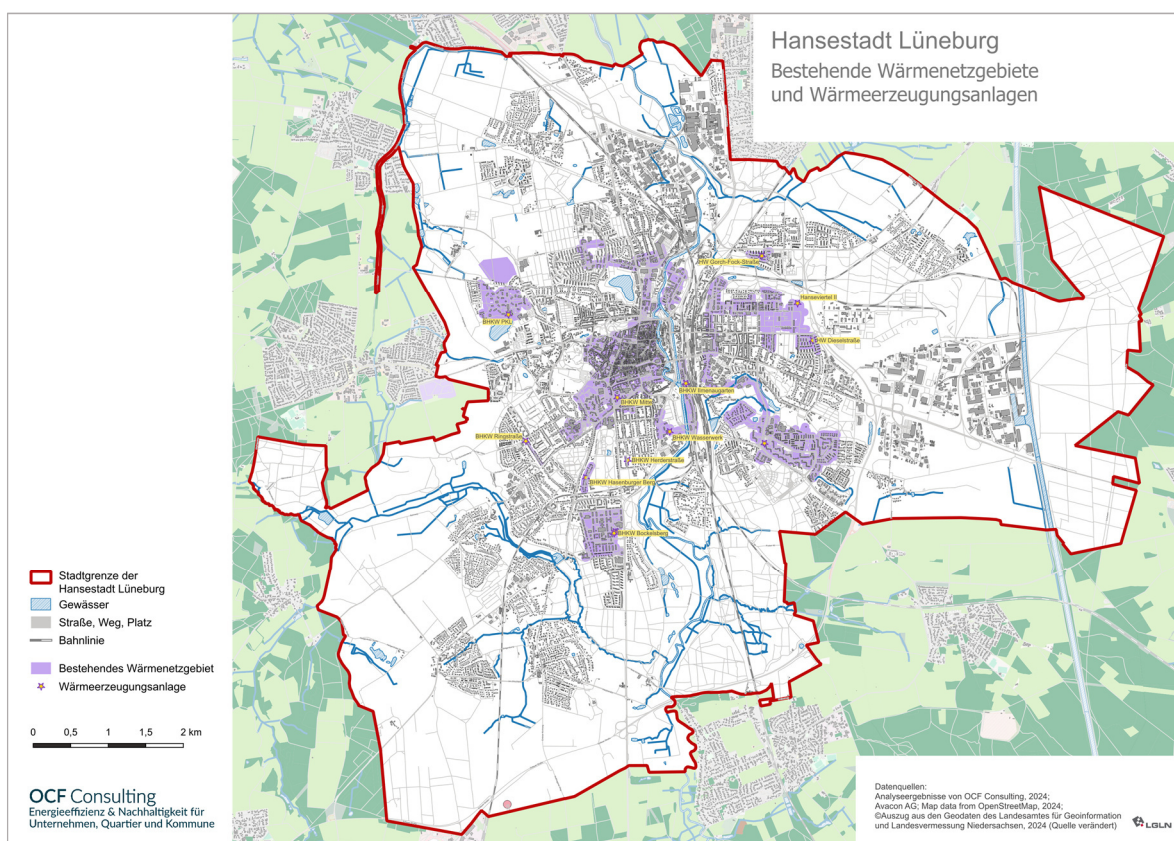 Hansestadt Lüneburg
Bestehende Wärmenetzgebiete
und Wärmeerzeugungsanlagen
HW Gorch-Fock-Straße
Hanseviertel II
BHKW PKL
HW Dieselstraße
BHKW Ilmenaugarten
BHKW Mitte
BHKW Wasserwerk
BHKW Ringstraße
BHKW Herderstraße
BHKW Hasenburger Berg
BHKW Bockelsberg
Stadtgrenze der
Hansestadt Lüneburg
Gewässer
Straße, Weg, Platz
Bahnlinie
Bestehendes Wärmenetzgebiet
Wärmeerzeugungsanlage
0 0,5 1 1,5 2 km
OCF Consulting
Energieeffizienz & Nachhaltigkeit für
Unternehmen, Quartier und Kommune
Datenquellen:
Analyseergebnisse von OCF Consulting, 2024;
Avacon AG; Map data from OpenStreetMap, 2024;
©Auszug aus den Geodaten des Landesamtes für Geoinformation
und Landesvermessung Niedersachsen, 2024 (Quelle verändert)
LGLN